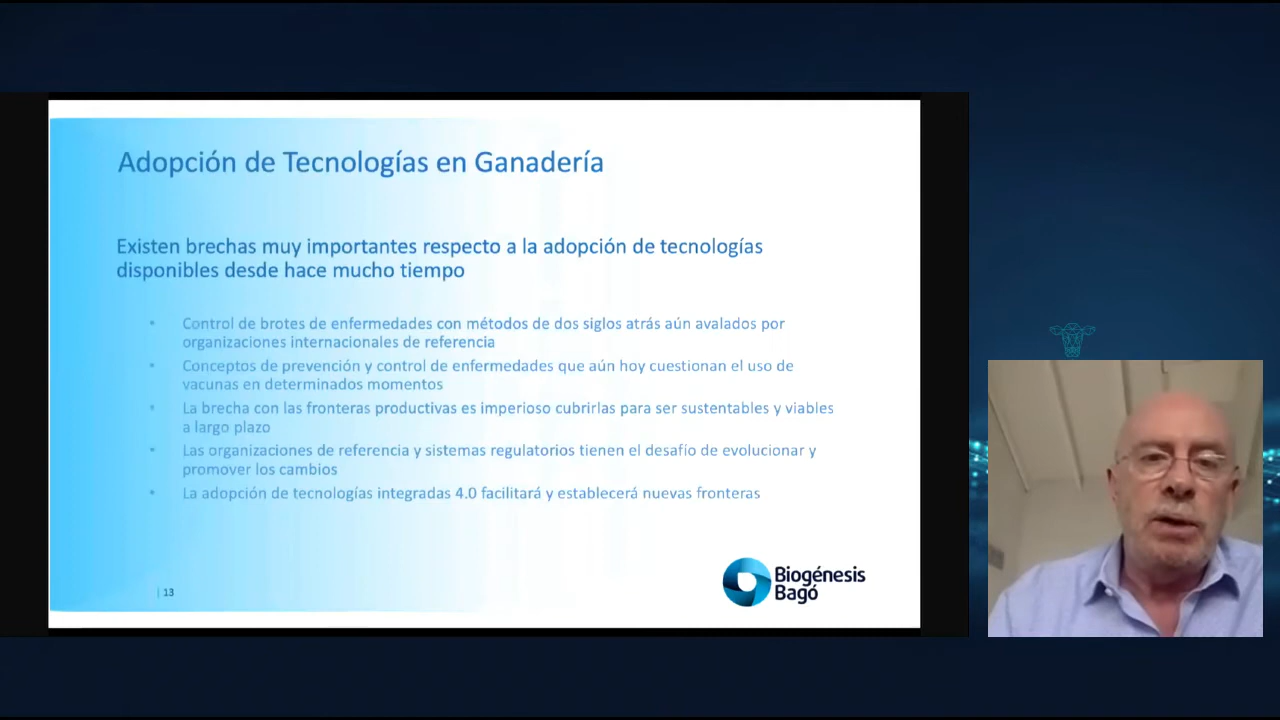 Adopción de Tecnologías en Ganadería
Existen brechas muy importantes respecto a la adopción de tecnologías
disponibles desde hace mucho tiempo
• Control de brotes de enfermedades con métodos de dos siglos atrás aún avalados por
organizaciones internacionales de referencia
• Conceptos de prevención y control de enfermedades que aún hoy cuestionan el uso de
vacunas en determinados momentos
• La brecha con las fronteras productivas es imperioso cubrirlas para ser sustentables y viables
a largo plazo
• Las organizaciones de referencia y sistemas regulatorios tienen el desafío de evolucionar y
promover los cambios
• La adopción de tecnologías integradas 4.0 facilitará y establecerá nuevas fronteras
| 13
Biogénesis
Bagó